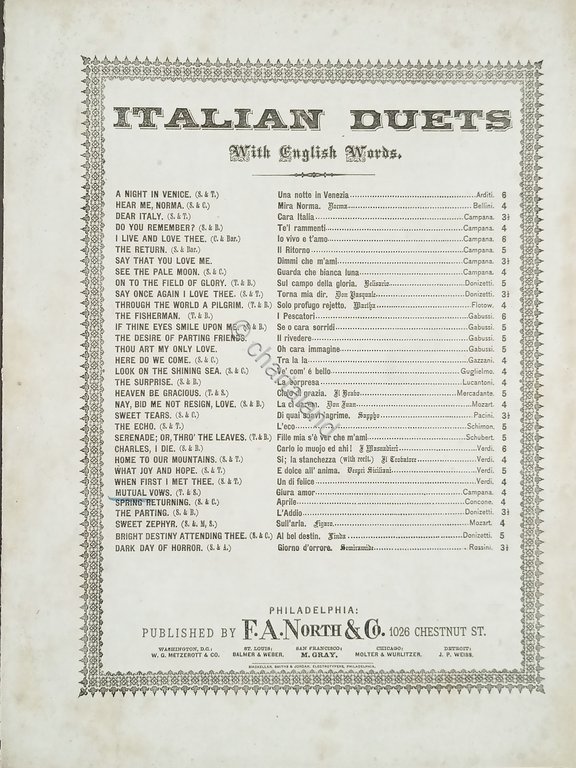 ITALIAN DUETS
With English Words.
A NIGHT IN VENICE. (S. & T.) Una notte in Venezia Arditi. 6
HEAR ME, NORMA. (S. & C.) Mira Norma. Norma Bellini. 4
DEAR ITALY. (S. & T.) Cara Italia Campana. 3½
DO YOU REMEMBER? (S. & B.) Te'l rammenti Campana. 4
I LIVE AND LOVE THEE. (C. & Bar.) Io vivo e t'amo Campana. 6
THE RETURN. (S. & Bar.) Il Ritorno Campana. 5
SAY THAT YOU LOVE ME. Dimmi che m'ami Campana. 3½
SEE THE PALE MOON. (S. & C.) Guarda che bianca luna Campana. 4
ON TO THE FIELD OF GLORY. (T. & B.) Sul campo della gloria. Belisario Donizetti. 5
SAY ONCE AGAIN I LOVE THEE. (S. & T.) Torna mia dir. Don Pasquale Donizetti. 3½
THROUGH THE WORLD A PILGRIM. (T. & B.) Solo profugo rejetto. Martha Flotow. 4
THE FISHERMAN. (T. & B.) I Pescatori Gabussi. 6
IF THINE EYES SMILE UPON ME. & B.) Se o cara sorridi Gabussi. 5
THE DESIRE OF PARTING FRIENDS. Il rivedere Gabussi. 5
THOU ART MY ONLY LOVE. Oh cara immagine Gabussi. 5
HERE DO WE COME. (S. & C.) Tra la la Gazzani. 4
LOOK ON THE SHINING SEA. (S. & C.) Ve com' é bello Guglielmo. 4
THE SURPRISE. (S. & B.) La sorpresa Lucantoni. 4
HEAVEN BE GRACIOUS. (T. & S.) grazia. Il Bravo Mercadante. 5
NAY, BID ME NOT RESIGN, LOVE. (S. & B.) La ci Don Juan Mozart. 4
SWEET TEARS. (S. & C.) Di quai soavi lagrime. Sappho Pacini. 3½
THE ECHO. (S. & T.) L'eco Schimon. 5
SERENADE; OR, THRO' THE LEAVES. (T. & B.) Fille mia s'è ver che m'ami Schubert. 5
CHARLES, I DIE. (S. & B.) Carlo io muojo ed ahi! I Masnadieri Verdi. 6
HOME TO OUR MOUNTAINS. (S. & T.) Si; la stanchezza (with recit.) Il Trovatore Verdi. 4
WHAT JOY AND HOPE. (S. & T.) E dolce all' anima. Vespri Siciliani Verdi. 5
WHEN FIRST I MET THEE. (S. & T.) Un di felice Verdi. 4
MUTUAL VOWS. (T. & S.) Giura amor Campana. 4
SPRING RETURNING. (S. & C.) Aprile Concone. 4
THE PARTING. (S. & B.) L'Addio Donizetti. 3½
SWEET ZEPHYR. (S. & M. S.) Sull'aria. Figaro Mozart. 4
BRIGHT DESTINY ATTENDING THEE. (S. & C.) Al bel destin. Linda Donizetti. 5
DARK DAY OF HORROR. (S. & A.) Giorno d'orrore. Semiramide Rossini. 3½
PHILADELPHIA:
PUBLISHED BY F. A. NORTH & CO. 1026 CHESTNUT ST.
WASHINGTON, D.C.: ST. LOUIS: SAN FRANCISCO: CHICAGO: DETROIT:
W. G. METZEROTT & CO. BALMER & WEBER. M. GRAY. MOLTER & WURLITZER. J. P. WEISS.
MACKELLAR, SMITHS & JORDAN, ELECTROTYPERS, PHILADELPHIA.